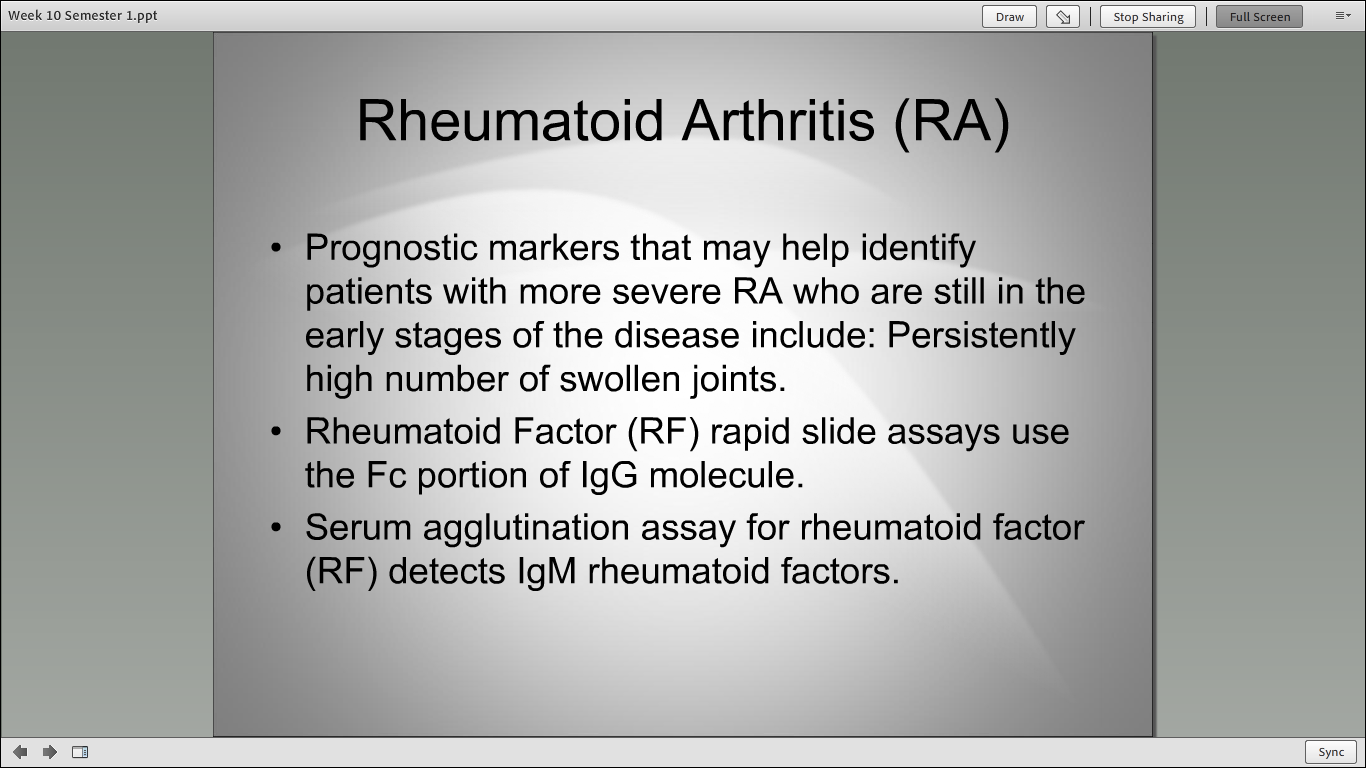 Week 10 Semester 1.ppt
Draw
Stop Sharing
Full Screen
Rheumatoid Arthritis (RA)
• Prognostic markers that may help identify
patients with more severe RA who are still in the
early stages of the disease include: Persistently
high number of swollen joints.
• Rheumatoid Factor (RF) rapid slide assays use
the Fc portion of IgG molecule.
• Serum agglutination assay for rheumatoid factor
(RF) detects IgM rheumatoid factors.
Sync